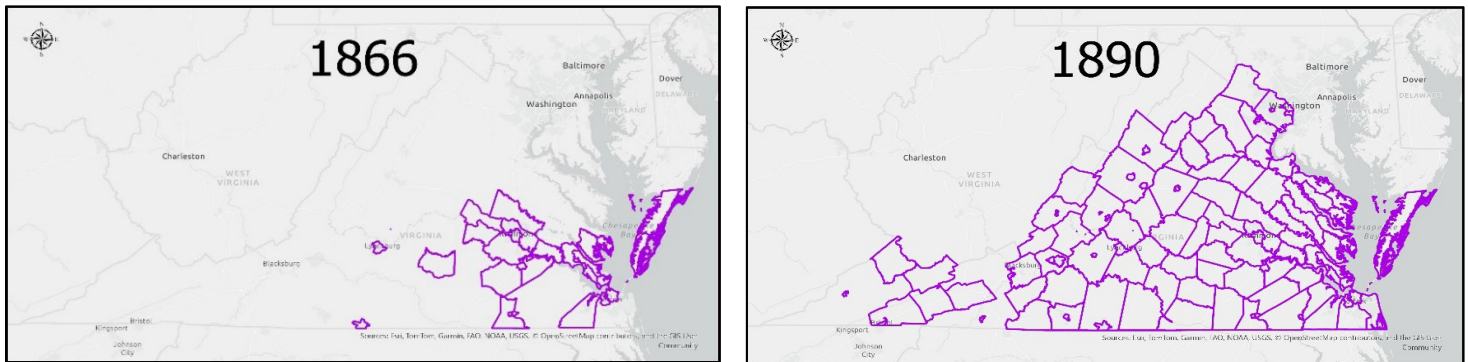 1866
N
W
E
S
Baltimore
Dover
Annapolis
Washington
DELAWARE
Charleston
WEST
VIRGINIA
VIRGINIA
Chesapeake
Bay
Blacksburg
Kingsport
Bristol
Johnson
City
Sources: Esri, TomTom, Garmin, FAO, NOAA, USGS, © OpenStreetMap contributors, and the GIS User
Community
1890
N
W
E
S
Baltimore
Dover
Annapolis
Washington
DELAWARE
Charleston
WEST
VIRGINIA
Blacksburg
Kingsport
Johnson
City
Sources: Esri, TomTom, Garmin, FAO, NOAA, USGS, © OpenStreetMap contributors, and the GIS User
Community